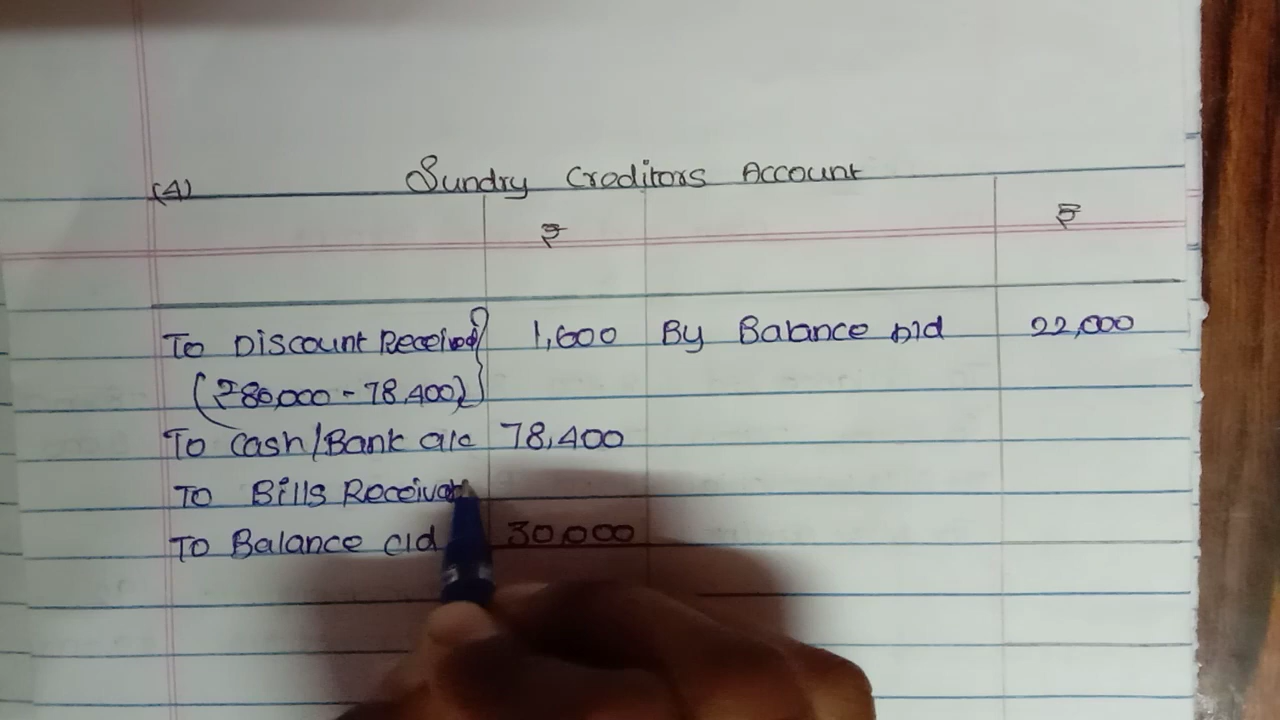 (4) Sundry Creditors Account
₹ ₹
To Discount Received 1,600 By Balance b/d 22,000
(₹80,000 - 78,400)
To Cash/Bank a/c 78,400
To Bills Receivab
To Balance c/d 30,000